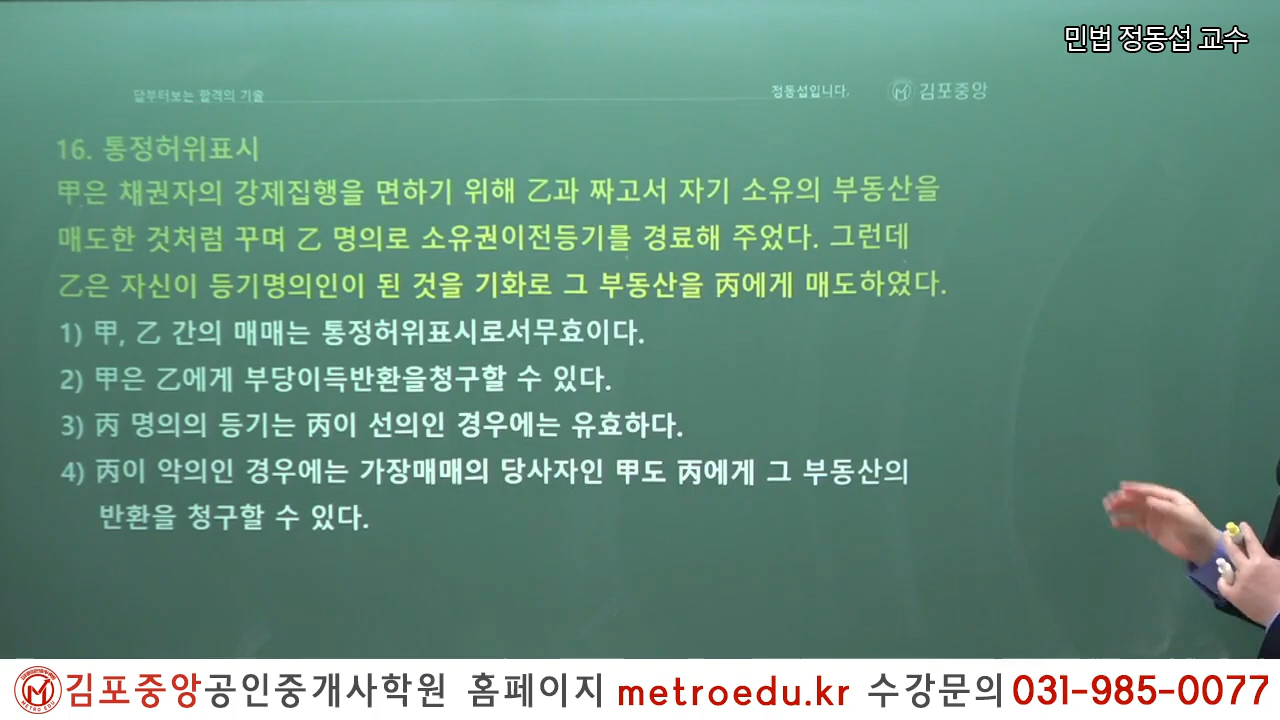 민법 정동섭 교수
닥부터보는 합격의 기술
정동섭입니다.
김포중앙
16. 통정허위표시
甲은 채권자의 강제집행을 면하기 위해 乙과 짜고서 자기 소유의 부동산을
매도한 것처럼 꾸며 乙 명의로 소유권이전등기를 경료해 주었다. 그런데
乙은 자신이 등기명의인이 된 것을 기화로 그 부동산을 丙에게 매도하였다.
1) 甲, 乙 간의 매매는 통정허위표시로서무효이다.
2) 甲은 乙에게 부당이득반환을청구할 수 있다.
3) 丙 명의의 등기는 丙이 선의인 경우에는 유효하다.
4) 丙이 악의인 경우에는 가장매매의 당사자인 甲도 丙에게 그 부동산의
반환을 청구할 수 있다.
김포중앙공인중개사학원 홈페이지 metroedu.kr 수강문의 031-985-0077